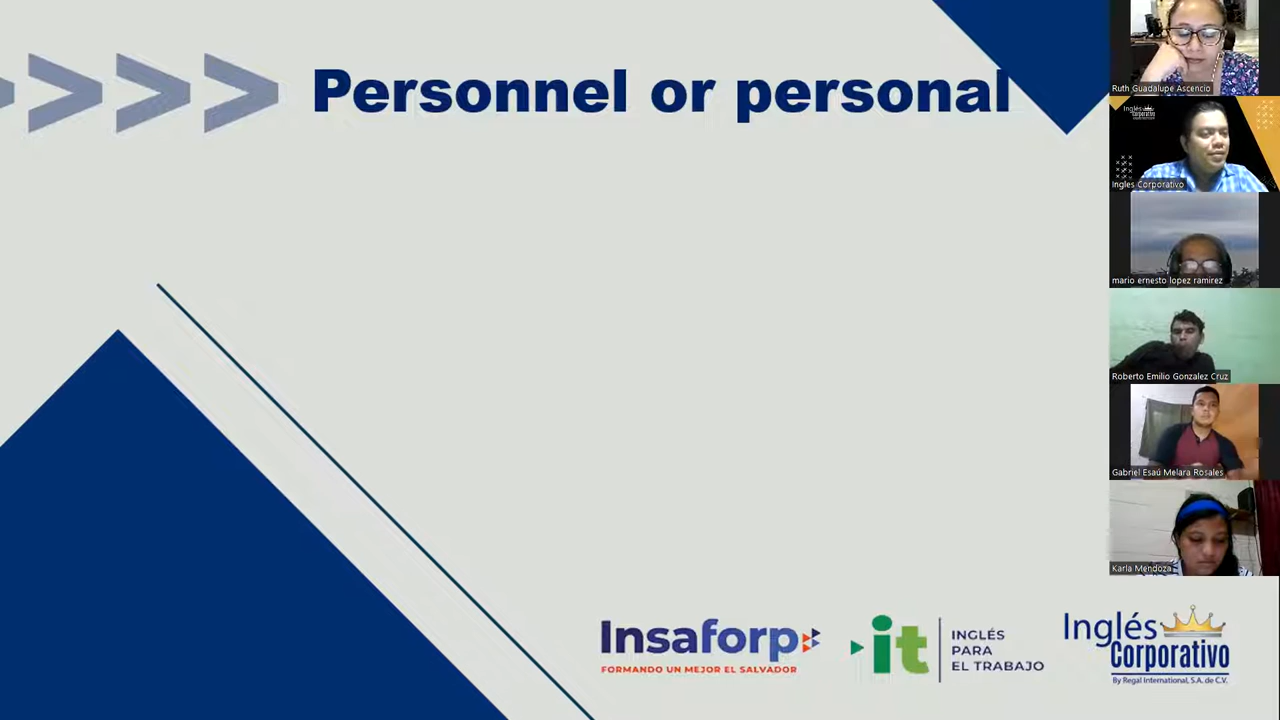 Personnel or personal
Ruth Guadalupe Ascencio
Inglés
Corporativo
Ingles Corporativo
mario ernesto lopez ramirez
Roberto Emilio Gonzalez Cruz
Gabriel Esaú Melara Rosales
Karla Mendoza
Insaforp
FORMANDO UN MEJOR EL SALVADOR
it
INGLÉS
PARA
EL TRABAJO
Inglés
Corporativo
By Regal International, S.A. de C.V.